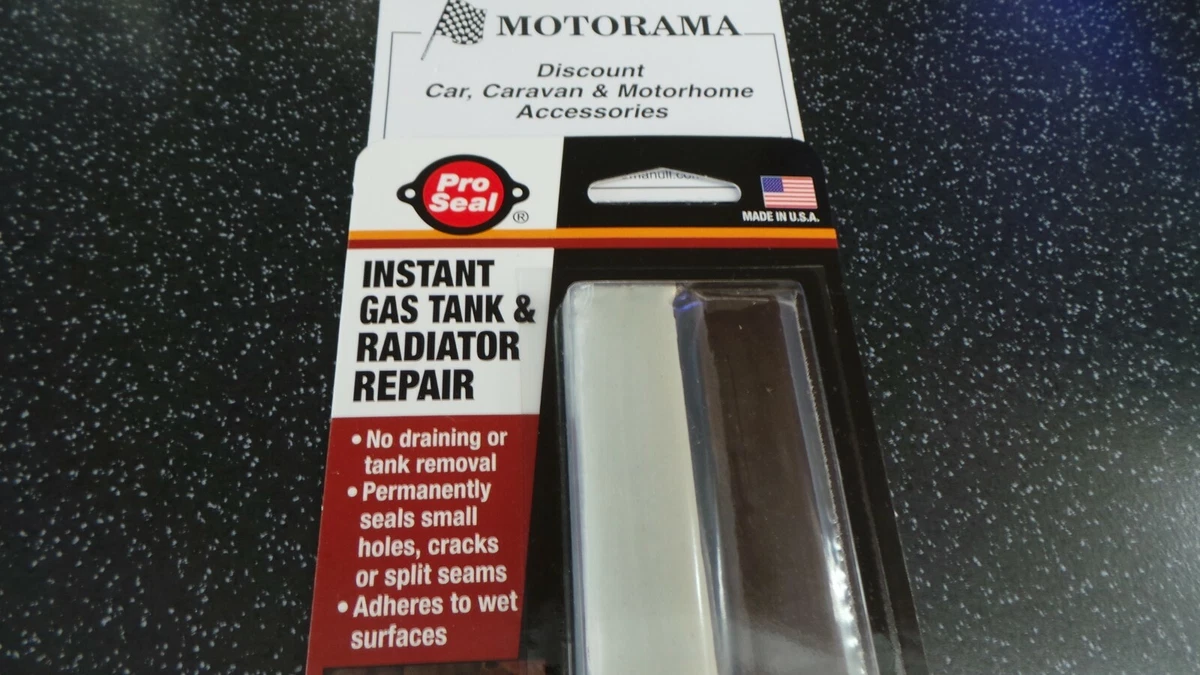 MOTORAMA
Discount
Car, Caravan & Motorhome
Accessories
Pro
Seal
®
MADE IN U.S.A.
INSTANT
GAS TANK &
RADIATOR
REPAIR
• No draining or
tank removal
• Permanently
seals small
holes, cracks
or split seams
• Adheres to wet
surfaces